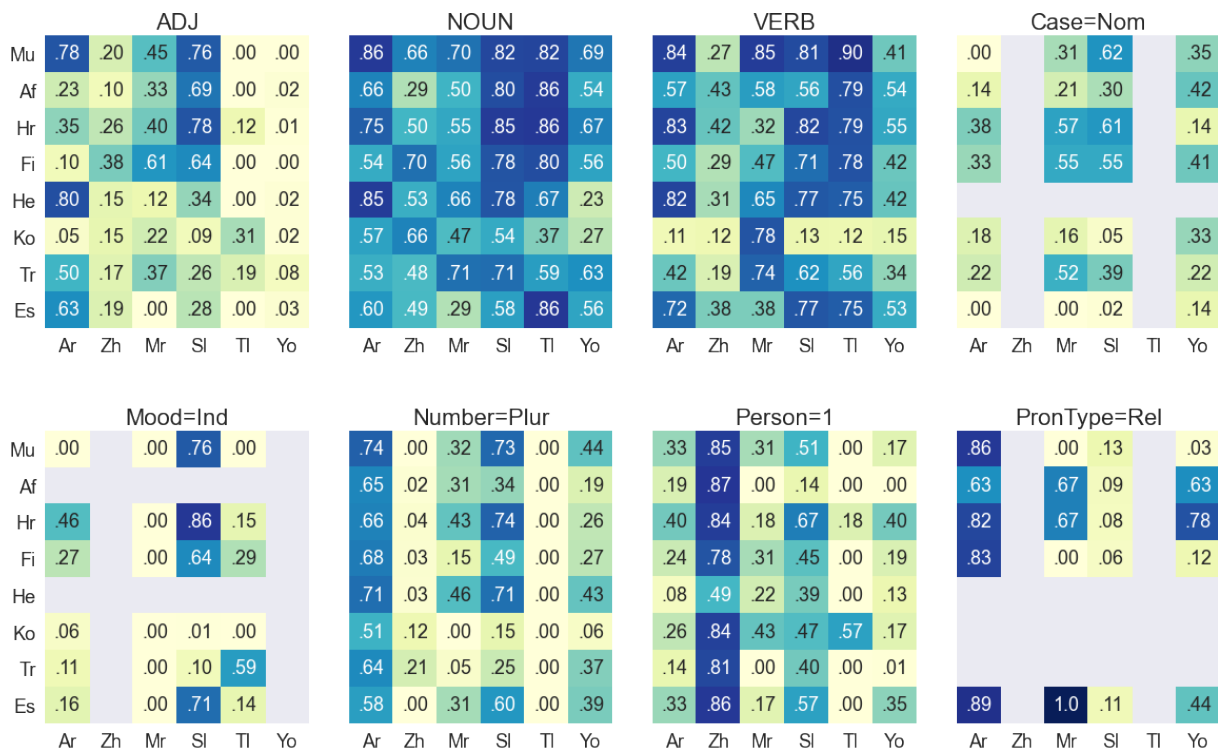 ADJ NOUN VERB Case=Nom
Mu .78 .20 .45 .76 .00 .00 .86 .66 .70 .82 .82 .69 .84 .27 .85 .81 .90 .41 .00 .31 .62 .35
Af .23 .10 .33 .69 .00 .02 .66 .29 .50 .80 .86 .54 .57 .43 .58 .56 .79 .54 .14 .21 .30 .42
Hr .35 .26 .40 .78 .12 .01 .75 .50 .55 .85 .86 .67 .83 .42 .32 .82 .79 .55 .38 .57 .61 .14
Fi .10 .38 .61 .64 .00 .00 .54 .70 .56 .78 .80 .56 .50 .29 .47 .71 .78 .42 .33 .55 .55 .41
He .80 .15 .12 .34 .00 .02 .85 .53 .66 .78 .67 .23 .82 .31 .65 .77 .75 .42
Ko .05 .15 .22 .09 .31 .02 .57 .66 .47 .54 .37 .27 .11 .12 .78 .13 .12 .15 .18 .16 .05 .33
Tr .50 .17 .37 .26 .19 .08 .53 .48 .71 .71 .59 .63 .42 .19 .74 .62 .56 .34 .22 .52 .39 .22
Es .63 .19 .00 .28 .00 .03 .60 .49 .29 .58 .86 .56 .72 .38 .38 .77 .75 .53 .00 .00 .02 .14
Ar Zh Mr Sl Tl Yo Ar Zh Mr Sl Tl Yo Ar Zh Mr Sl Tl Yo Ar Zh Mr Sl Tl Yo
Mood=Ind Number=Plur Person=1 PronType=Rel
Mu .00 .00 .76 .00 .74 .00 .32 .73 .00 .44 .33 .85 .31 .51 .00 .17 .86 .00 .13 .03
Af .65 .02 .31 .34 .00 .19 .19 .87 .00 .14 .00 .00 .63 .67 .09 .63
Hr .46 .00 .86 .15 .66 .04 .43 .74 .00 .26 .40 .84 .18 .67 .18 .40 .82 .67 .08 .78
Fi .27 .00 .64 .29 .68 .03 .15 .49 .00 .27 .24 .78 .31 .45 .00 .19 .83 .00 .06 .12
He .71 .03 .46 .71 .00 .43 .08 .49 .22 .39 .00 .13
Ko .06 .00 .01 .00 .51 .12 .00 .15 .00 .06 .26 .84 .43 .47 .57 .17
Tr .11 .00 .10 .59 .64 .21 .05 .25 .00 .37 .14 .81 .00 .40 .00 .01
Es .16 .00 .71 .14 .58 .00 .31 .60 .00 .39 .33 .86 .17 .57 .00 .35 .89 1.0 .11 .44
Ar Zh Mr Sl Tl Yo Ar Zh Mr Sl Tl Yo Ar Zh Mr Sl Tl Yo Ar Zh Mr Sl Tl Yo